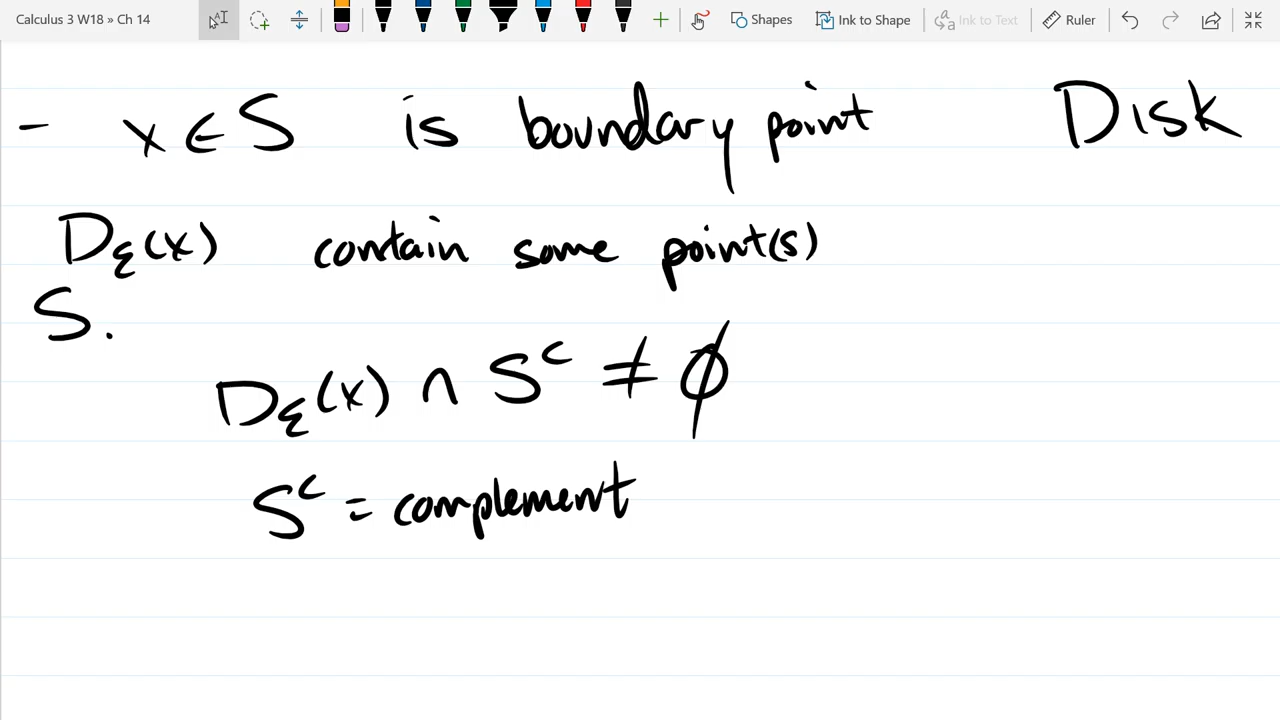 Calculus 3 W18 » Ch 14 Shapes Ink to Shape Ink to Text Ruler
- x ∈ S is boundary point Disk
D_ε(x) contain some point(s)
S.
D_ε(x) ∩ S^c ≠ ∅
S^c = complement